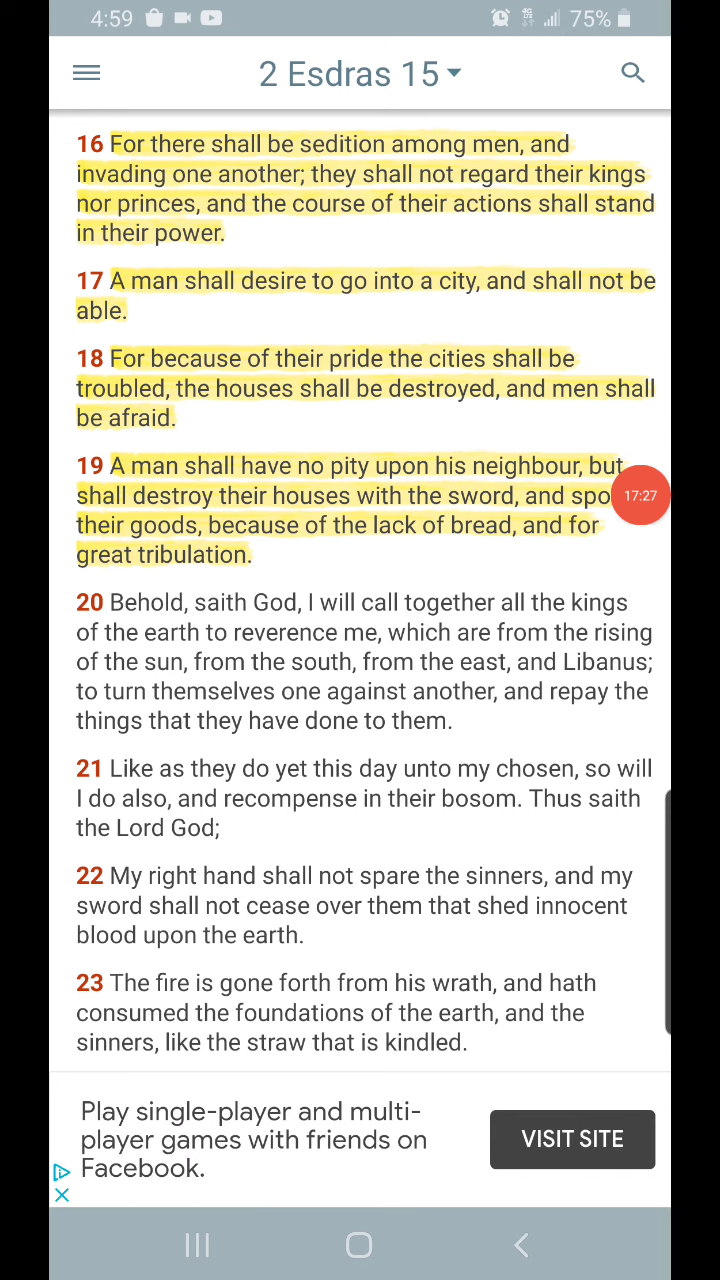 4:59
75%
2 Esdras 15
16 For there shall be sedition among men, and
invading one another; they shall not regard their kings
nor princes, and the course of their actions shall stand
in their power.
17 A man shall desire to go into a city, and shall not be
able.
18 For because of their pride the cities shall be
troubled, the houses shall be destroyed, and men shall
be afraid.
19 A man shall have no pity upon his neighbour, but
shall destroy their houses with the sword, and spo
17:27
their goods, because of the lack of bread, and for
great tribulation.
20 Behold, saith God, I will call together all the kings
of the earth to reverence me, which are from the rising
of the sun, from the south, from the east, and Libanus;
to turn themselves one against another, and repay the
things that they have done to them.
21 Like as they do yet this day unto my chosen, so will
I do also, and recompense in their bosom. Thus saith
the Lord God;
22 My right hand shall not spare the sinners, and my
sword shall not cease over them that shed innocent
blood upon the earth.
23 The fire is gone forth from his wrath, and hath
consumed the foundations of the earth, and the
sinners, like the straw that is kindled.
Play single-player and multi-
player games with friends on
Facebook.
VISIT SITE